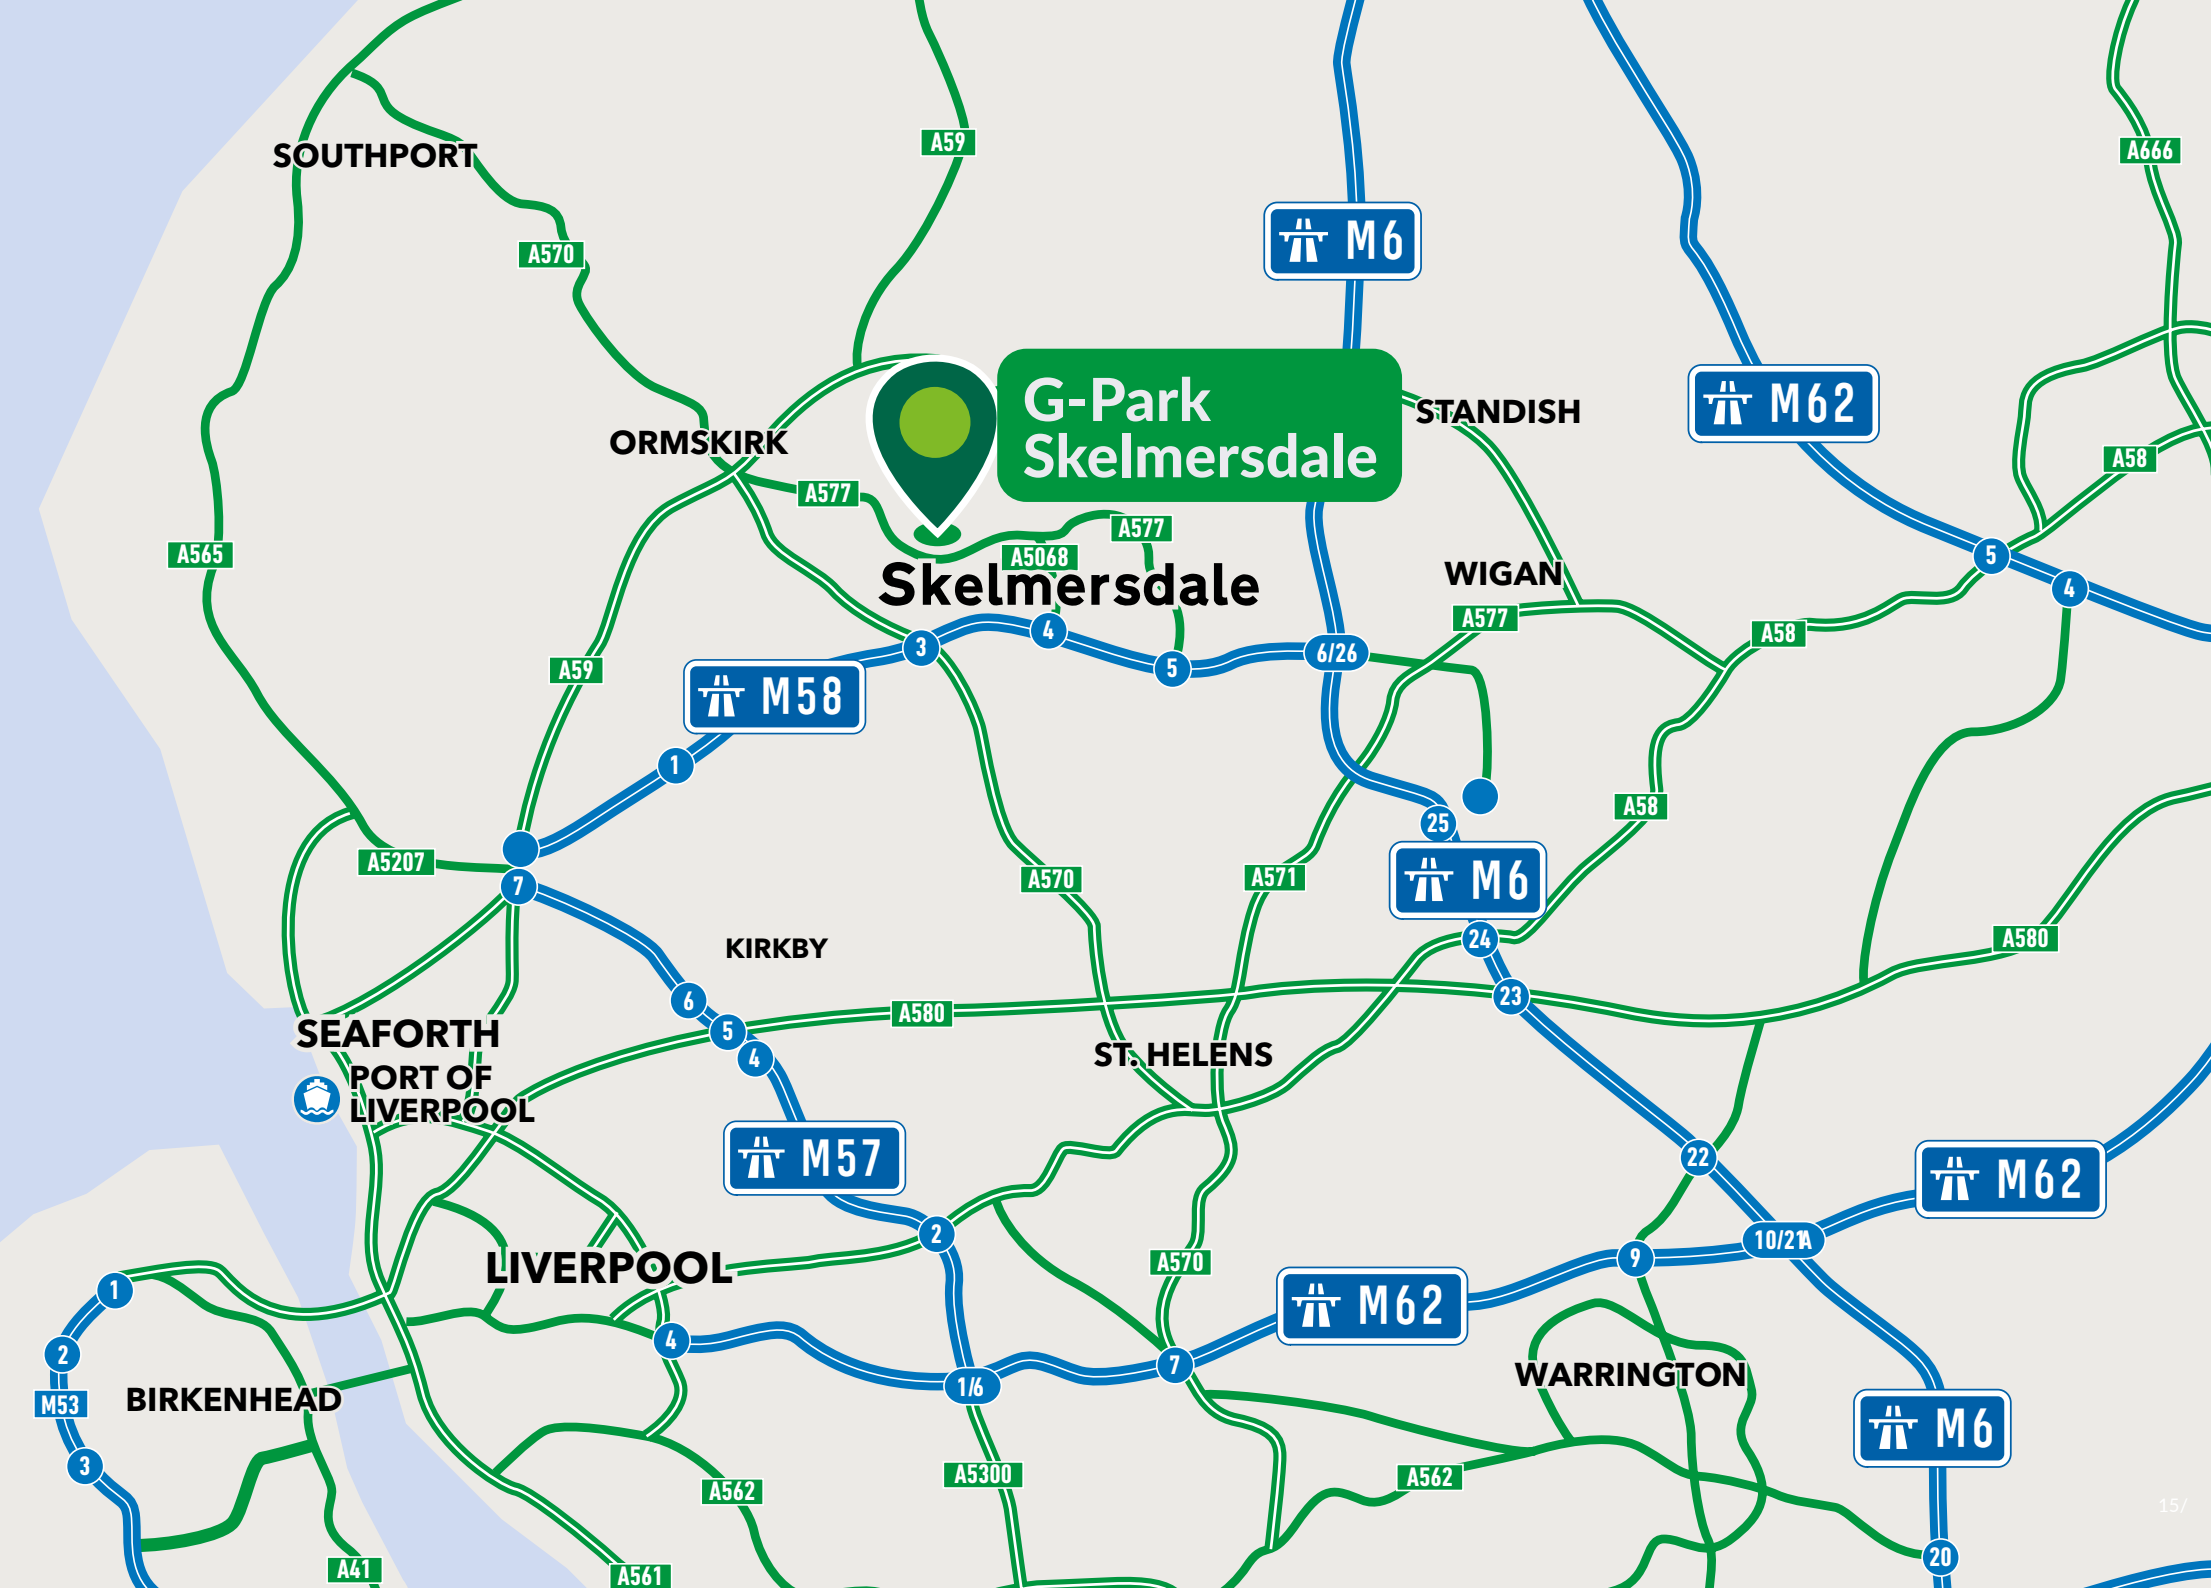 A59
A666
SOUTHPORT
A570
M6
M62
G-Park
Skelmersdale
STANDISH
ORMSKIRK
A58
A577
A577
A565
A5068
5
4
Skelmersdale
WIGAN
A577
A58
3
4
5
6/26
A59
M58
1
25
A58
A5207
7
A570
A571
M6
24
A580
KIRKBY
6
23
5
A580
4
SEAFORTH
ST. HELENS
PORT OF
LIVERPOOL
M57
22
M62
2
10/21A
9
LIVERPOOL
A570
1
M62
4
2
7
1/6
WARRINGTON
M53
BIRKENHEAD
M6
3
A5300
A562
A562
15/
20
A41
A561